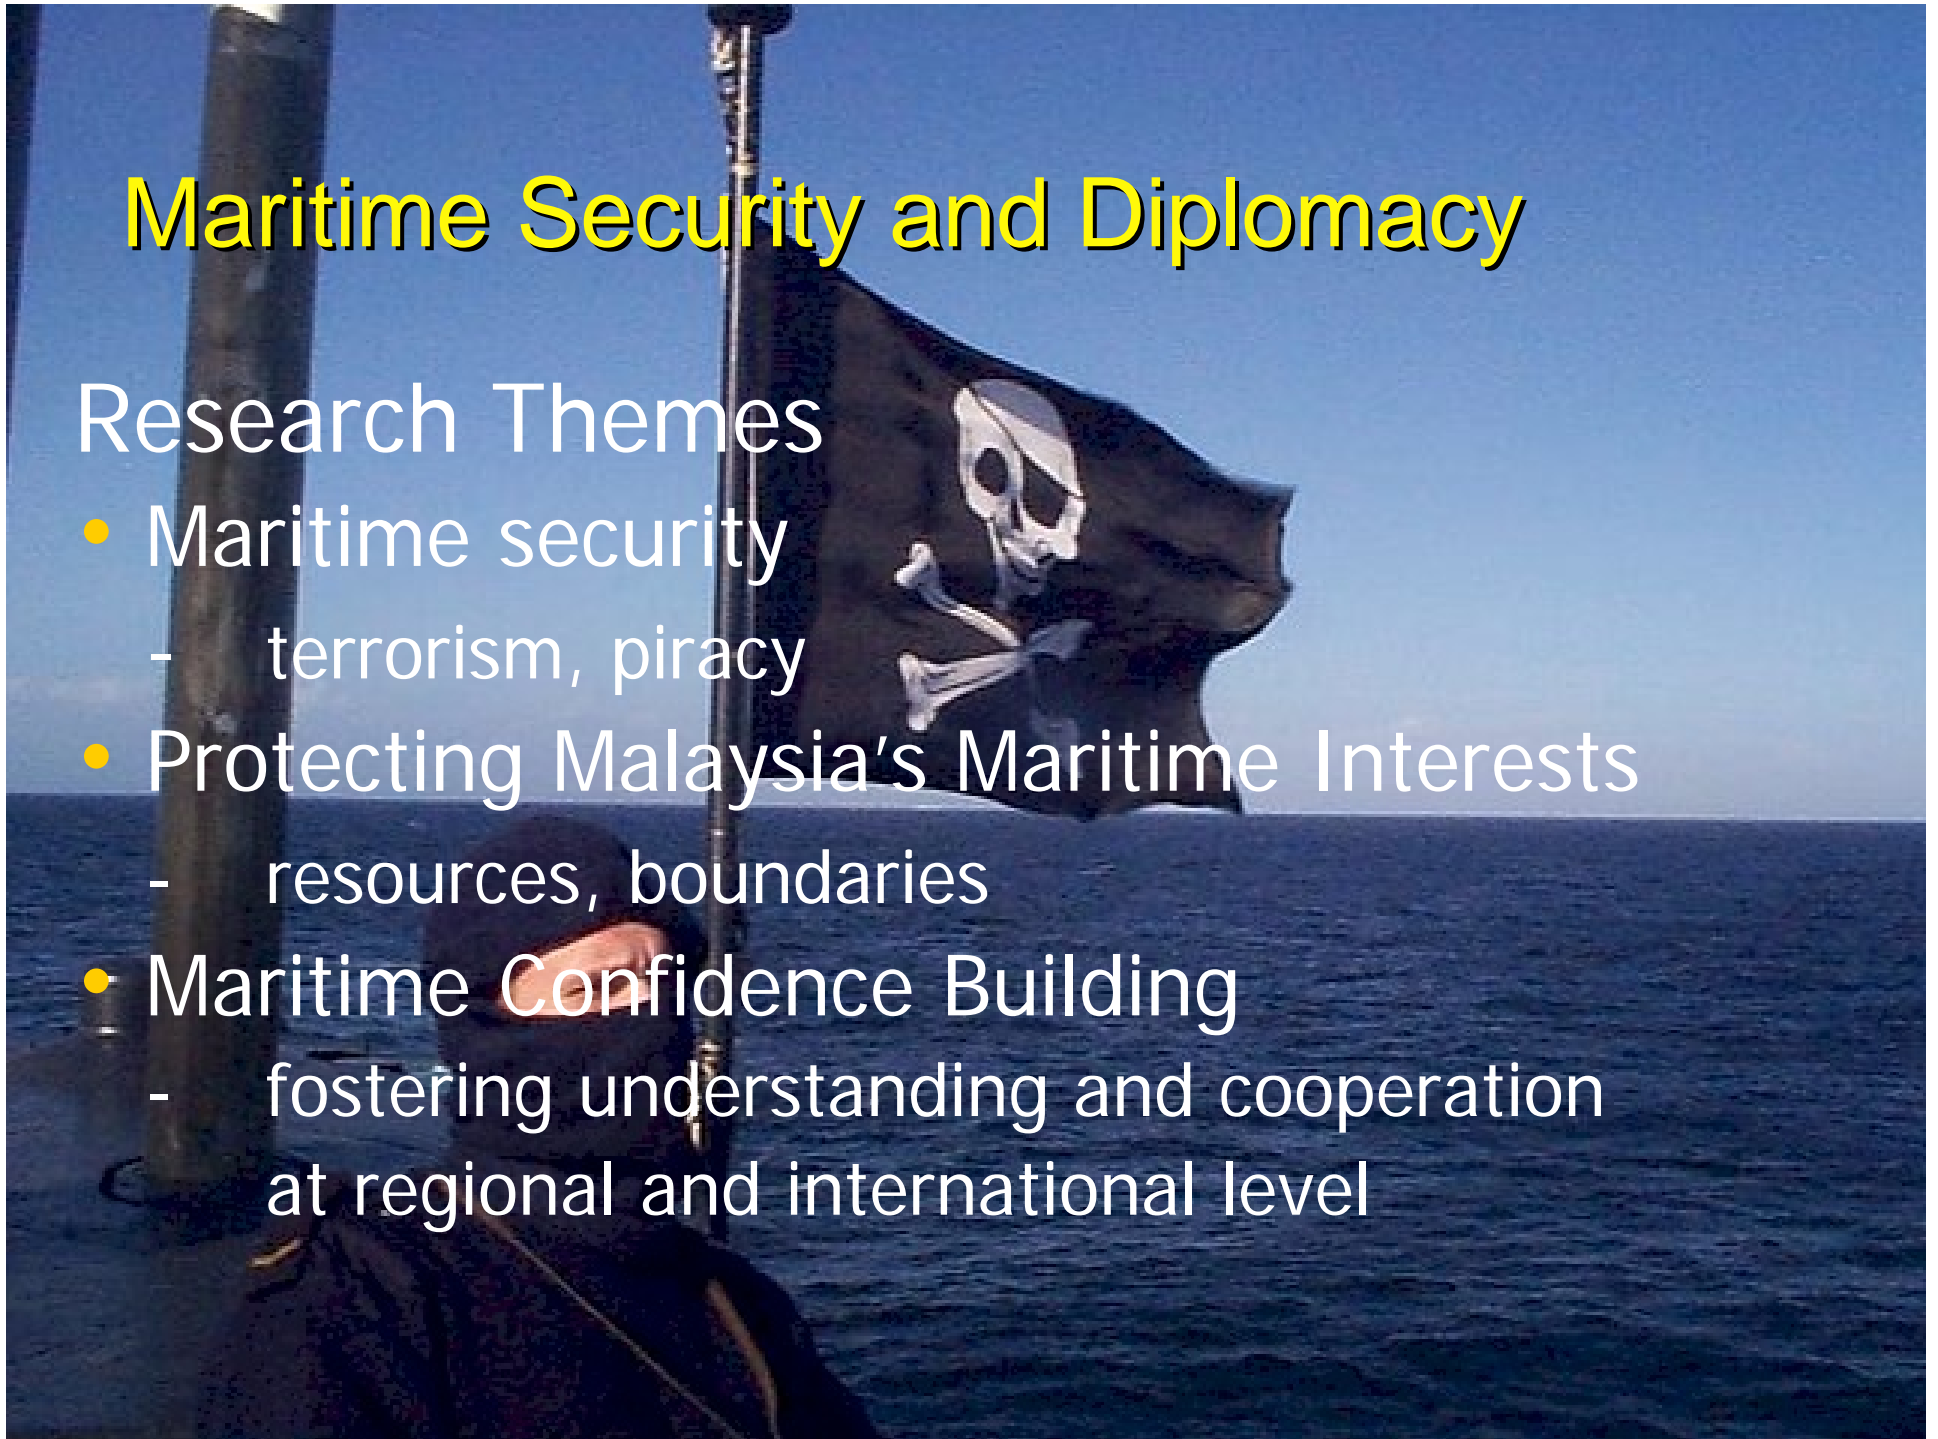 Maritime Security and Diplomacy
Research Themes
• Maritime security
- terrorism, piracy
• Protecting Malaysia’s Maritime Interests
- resources, boundaries
• Maritime Confidence Building
- fostering understanding and cooperation
at regional and international level